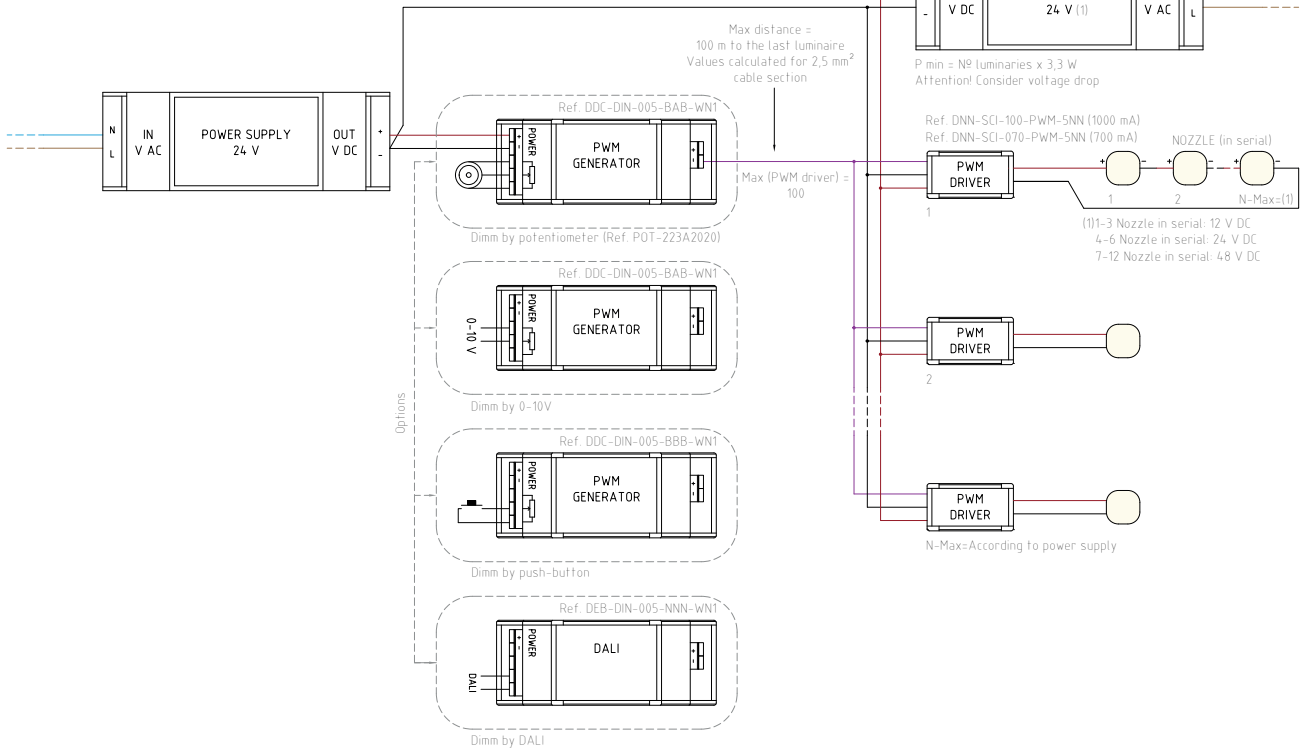 -
V DC
24 V (1)
V AC
L
P min = Nº luminaries x 3,3 W
Attention! Consider voltage drop
Max distance =
100 m to the last luminaire
Values calculated for 2,5 mm²
cable section
N
L
IN
V AC
POWER SUPPLY
24 V
OUT
V DC
+
-
Ref. DDC-DIN-005-BAB-WN1
+
-
POWER
PWM
GENERATOR
+
-
Dimm by potentiometer (Ref. POT-223A2020)
Max (PWM driver) =
100
Ref. DNN-SCI-100-PWM-5NN (1000 mA)
Ref. DNN-SCI-070-PWM-5NN (700 mA)
PWM
DRIVER
1
NOZZLE (in serial)
+ -
+ -
+ -
1
2
N-Max=(1)
(1)1-3 Nozzle in serial: 12 V DC
4-6 Nozzle in serial: 24 V DC
7-12 Nozzle in serial: 48 V DC
Options
Ref. DDC-DIN-005-BAB-WN1
0-10 V
+
-
POWER
PWM
GENERATOR
+
-
Dimm by 0-10V
PWM
DRIVER
2
Ref. DDC-DIN-005-BBB-WN1
+
-
POWER
PWM
GENERATOR
+
-
Dimm by push-button
PWM
DRIVER
N-Max=According to power supply
Ref. DEB-DIN-005-NNN-WN1
DALI
+
-
POWER
DALI
+
-
Dimm by DALI